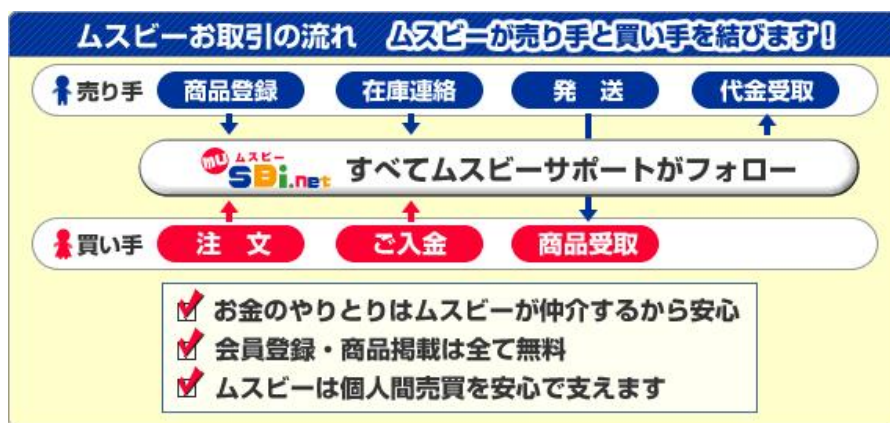 ムスビーお取引の流れ ムスビーが売り手と買い手を結びます!
売り手 商品登録 在庫連絡 発 送 代金受取
muSBi.net ムスビー すべてムスビーサポートがフォロー
買い手 注 文 ご入金 商品受取
お金のやりとりはムスビーが仲介するから安心
会員登録・商品掲載は全て無料
ムスビーは個人間売買を安心で支えます